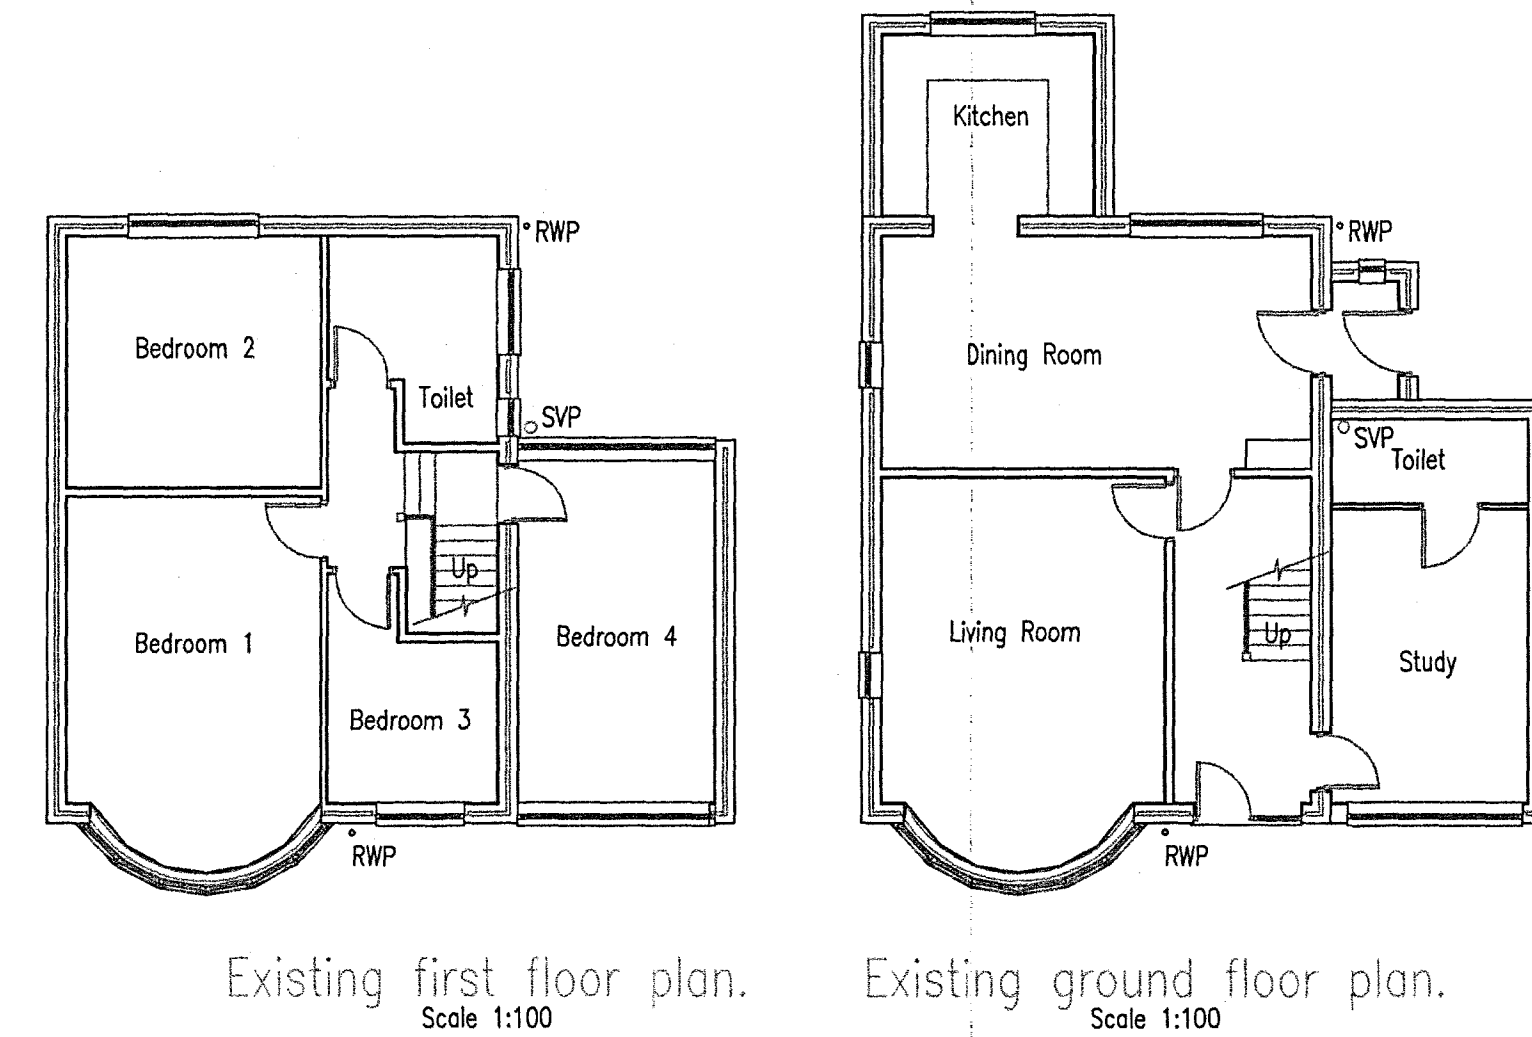 Kitchen
RWP
RWP
Bedroom 2
Dining Room
Toilet
SVP
SVP
Toilet
Up
Bedroom 1
Bedroom 4
Living Room
Up
Study
Bedroom 3
RWP
RWP
Existing first floor plan.
Scale 1:100
Existing ground floor plan.
Scale 1:100